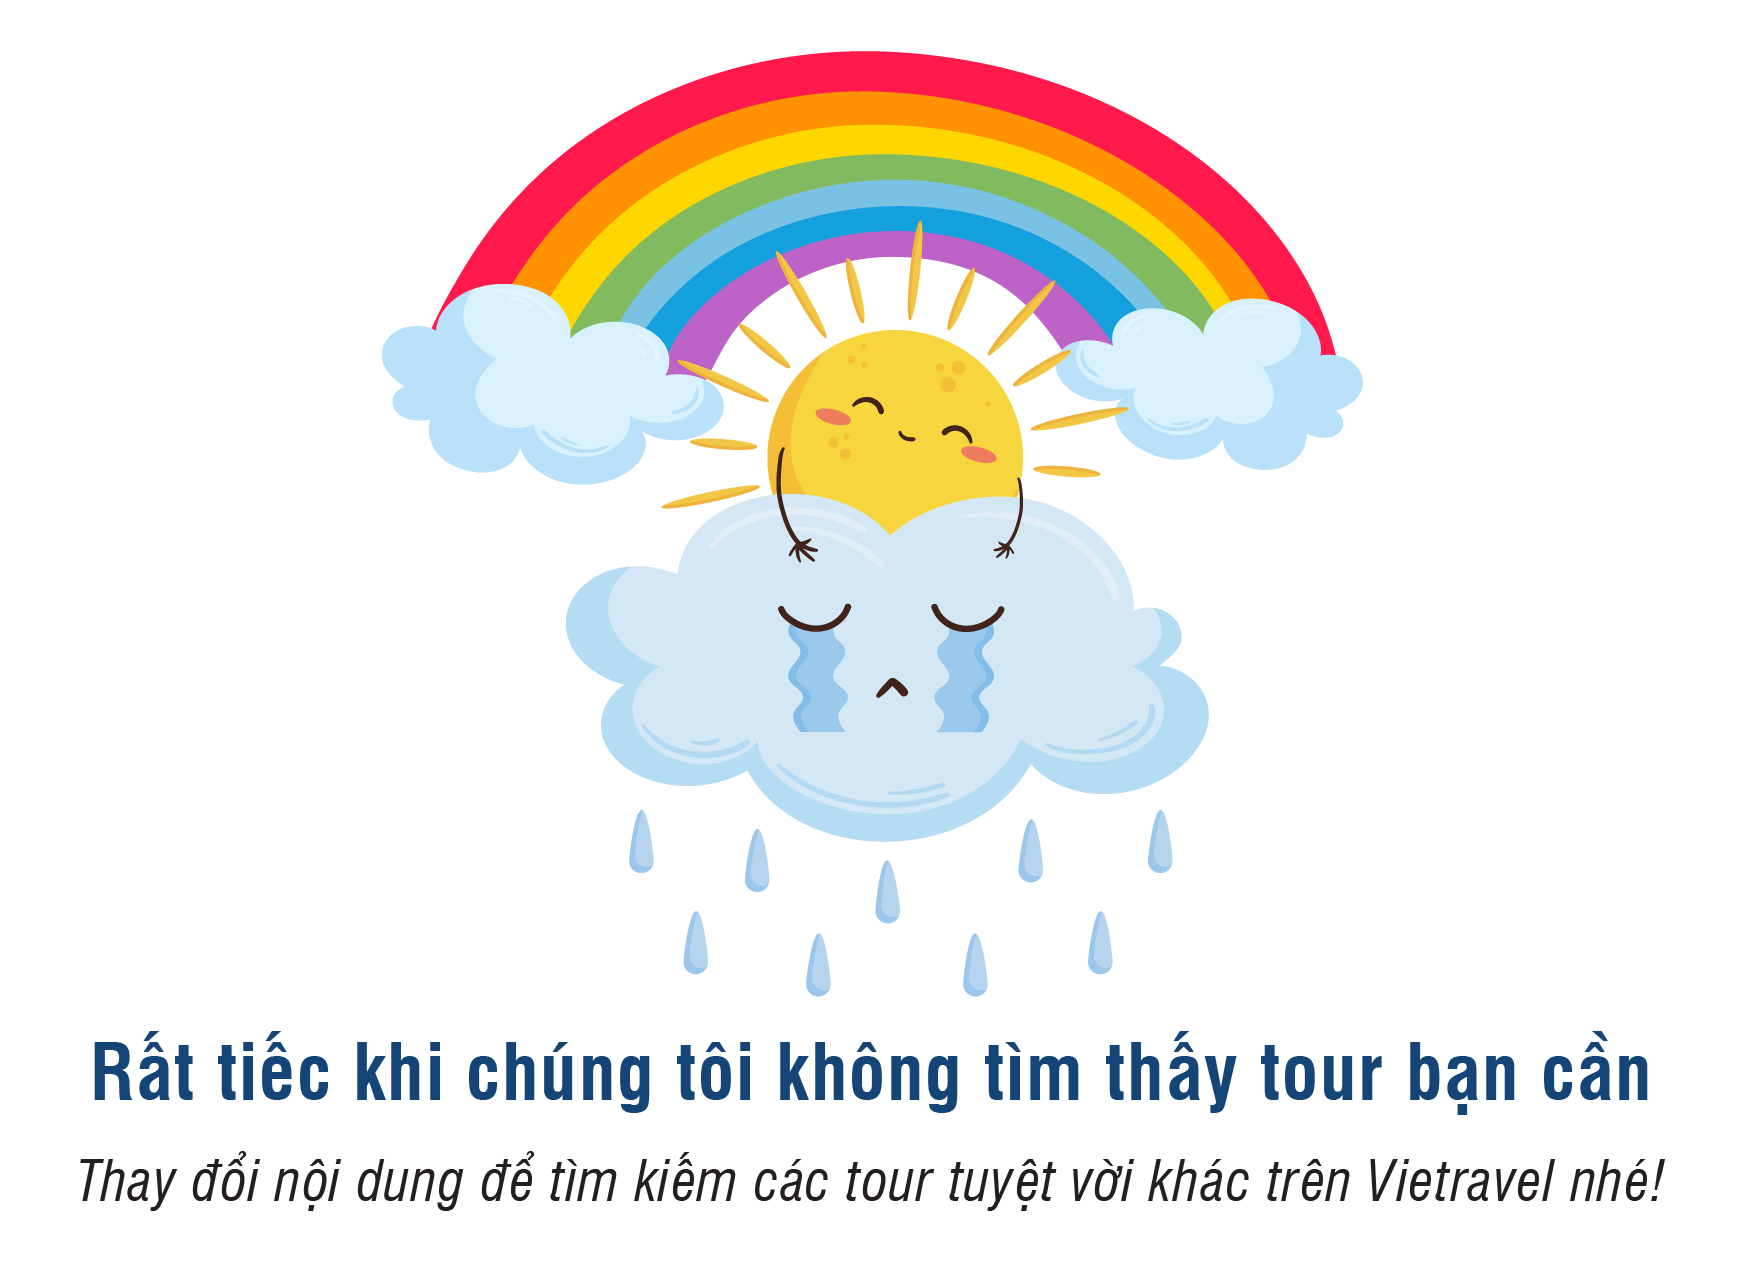 Rất tiếc khi chúng tôi không tìm thấy tour bạn cần
Thay đổi nội dung để tìm kiếm các tour tuyệt vời khác trên Vietravel nhé!